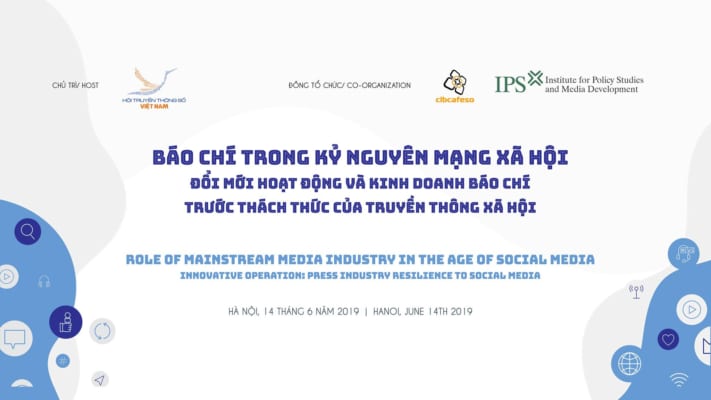 CHỦ TRÌ/ HOST
HỘI TRUYỀN THÔNG SỐ
VIỆT NAM
ĐỒNG TỔ CHỨC/ CO-ORGANIZATION
clbcafeso
IPS Institute for Policy Studies
and Media Development
BÁO CHÍ TRONG KỶ NGUYÊN MẠNG XÃ HỘI
ĐỔI MỚI HOẠT ĐỘNG VÀ KINH DOANH BÁO CHÍ
TRƯỚC THÁCH THỨC CỦA TRUYỀN THÔNG XÃ HỘI
ROLE OF MAINSTREAM MEDIA INDUSTRY IN THE AGE OF SOCIAL MEDIA
INNOVATIVE OPERATION: PRESS INDUSTRY RESILIENCE TO SOCIAL MEDIA
HÀ NỘI, 14 THÁNG 6 NĂM 2019 | HANOI, JUNE 14TH 2019
#